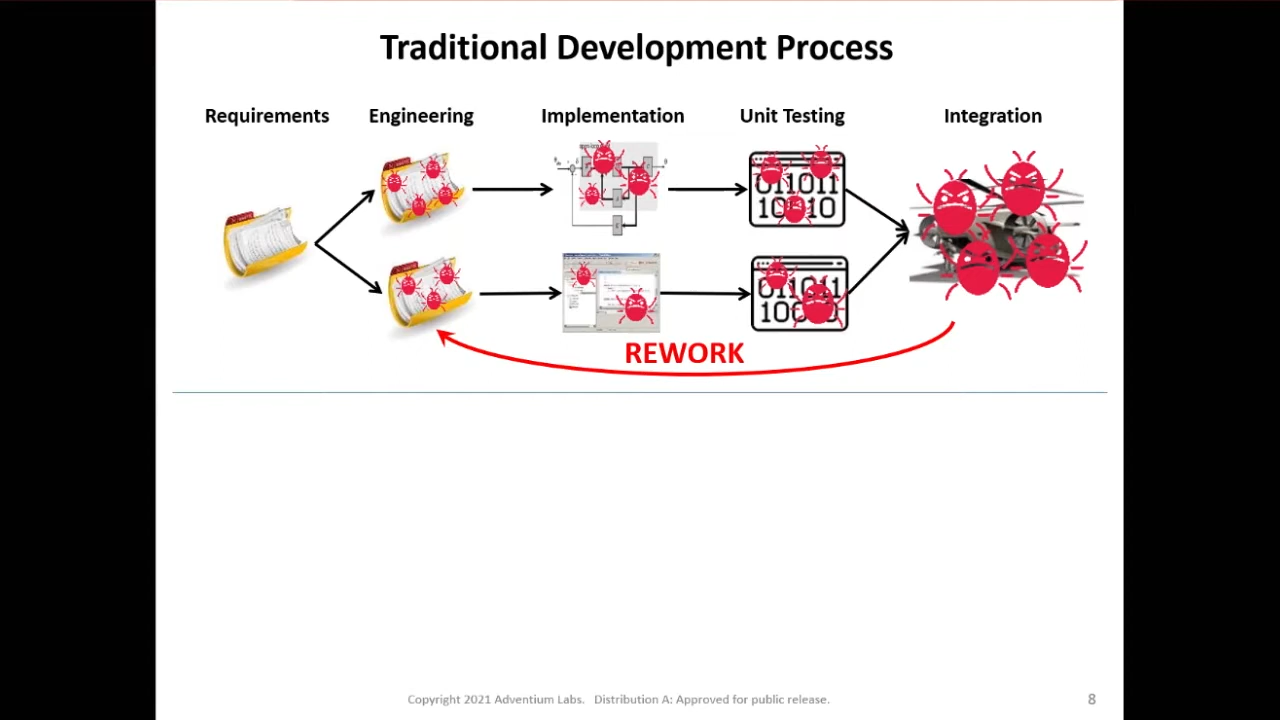 Traditional Development Process
Requirements Engineering Implementation Unit Testing Integration
REWORK
Copyright 2021 Adventium Labs. Distribution A: Approved for public release.
8